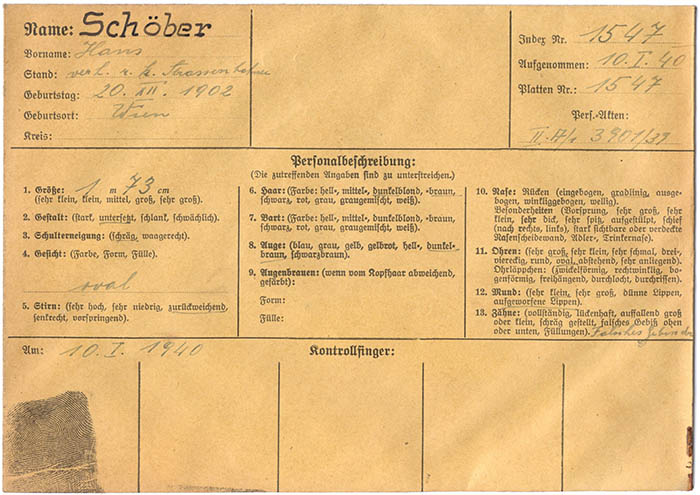 Name: Schöber
Vorname: Hans
Stand: verh. r. k. Strassenbahner
Geburtstag: 20. XII. 1902
Geburtsort: Wien
Kreis:
Index Nr. 1547
Aufgenommen: 10. I. 40
Platten Nr.: 1547
Pers.-Akten:
3901/39
Personalbeschreibung:
(Die zutreffenden Angaben sind zu unterstreichen.)
1. Größe: 1 m 73 cm
(sehr klein, klein, mittel, groß, sehr groß).
2. Gestalt: (stark, untersetzt, schlank, schwächlich).
3. Schulterneigung: (schräg, waagerecht).
4. Gesicht: (Farbe, Form, Fülle).
oval
5. Stirn: (sehr hoch, sehr niedrig, zurückweichend,
senkrecht, vorspringend).
6. Haar: (Farbe: hell-, mittel-, dunkelblond, -braun,
schwarz, rot, grau, graugemischt, weiß).
7. Bart: (Farbe: hell-, mittel-, dunkelblond, -braun,
schwarz, rot, grau, graugemischt, weiß).
8. Auge: (blau, grau, gelb, gelbrot, hell-, dunkel-
braun, schwarzbraun).
9. Augenbrauen: (wenn vom Kopfhaar abweichend,
gefärbt):
Form:
Fülle:
10. Nase: Rücken (eingebogen, gradlinig, ausge-
bogen, winkliggebogen, wellig).
Besonderheiten (Vorsprung, sehr groß, sehr
klein, sehr dick, sehr spitz, aufgestülpt, schief
(nach rechts, links), stark sichtbare oder verdeckte
Nasenscheidewand, Adler-, Trinkernase).
11. Ohren: (sehr groß, sehr klein, sehr schmal, drei-,
viereckig, rund, oval, abstehend, sehr anliegend).
Ohrläppchen: (zwickelförmig, rechtwinklig, bo-
genförmig, freihängend, durchlocht, durchrissen).
12. Mund: (sehr klein, sehr groß, dünne Lippen,
aufgeworfene Lippen).
13. Zähne: (vollständig, lückenhaft, auffallend groß
oder klein, schräg gestellt, falsches Gebiß oben
oder unten, Füllungen). Falsches
Am: 10. I. 1940
Kontrollfinger: